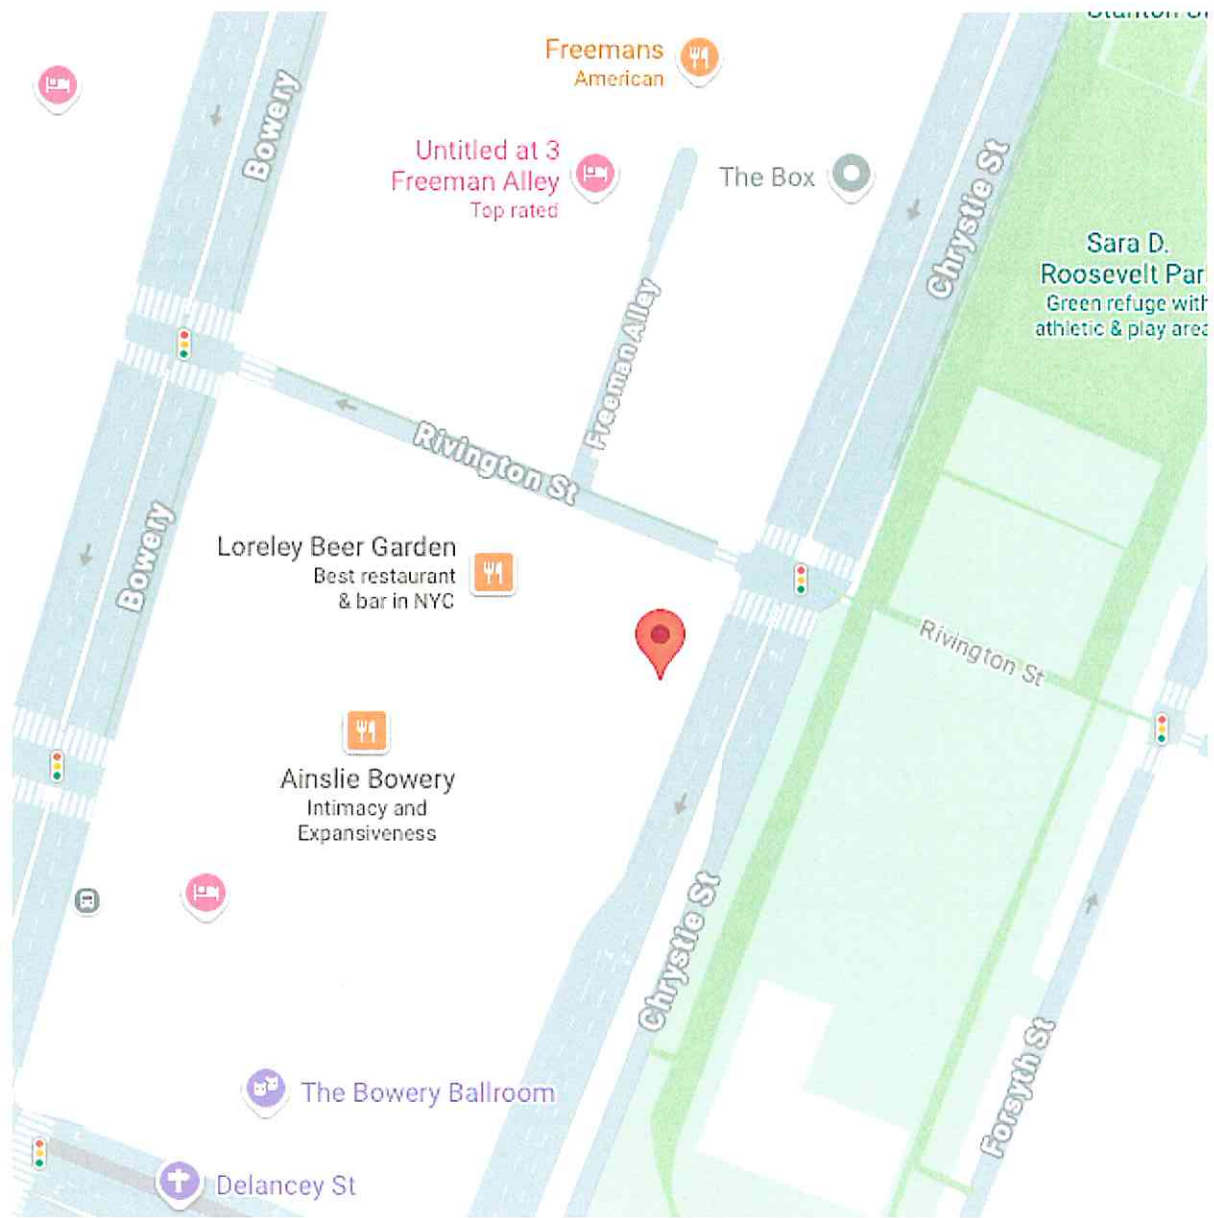 Stanton St
Freemans
American
Bowery
Untitled at 3
Freeman Alley
Top rated
The Box
Chrystie St
Sara D.
Roosevelt Par
Green refuge with
athletic & play area
Freeman Alley
Rivington St
Bowery
Loreley Beer Garden
Best restaurant
& bar in NYC
Rivington St
Ainslie Bowery
Intimacy and
Expansiveness
Chrystie St
Forsyth St
The Bowery Ballroom
Delancey St